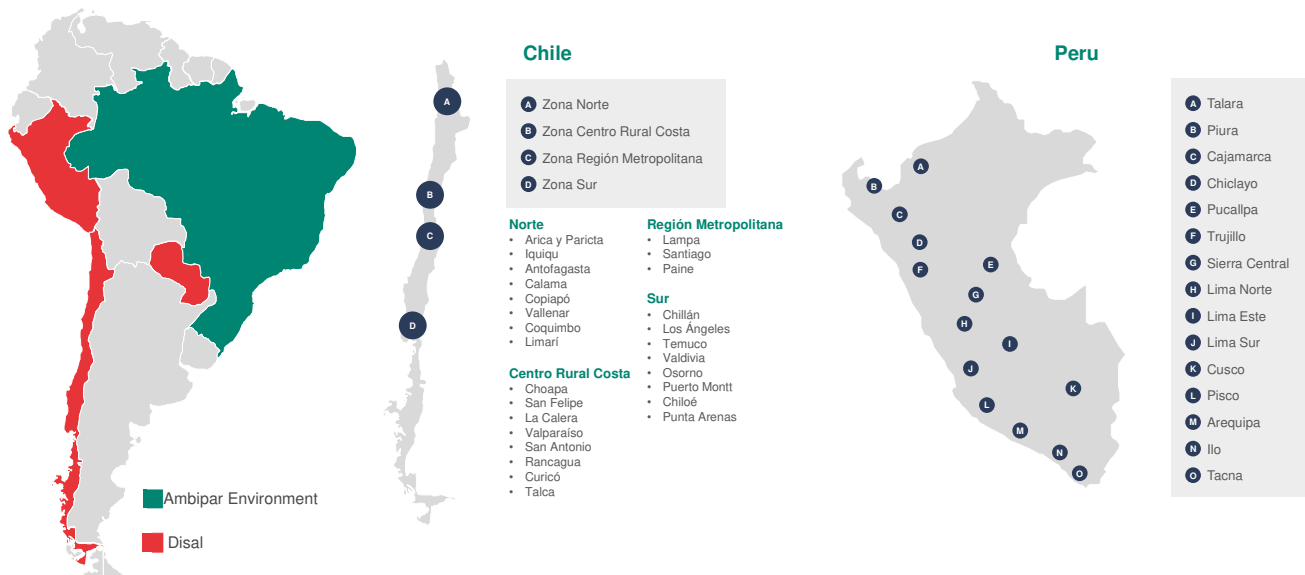 Chile
Peru
A
B
C
D
A Zona Norte
B Zona Centro Rural Costa
C Zona Región Metropolitana
D Zona Sur
Norte
• Arica y Paricta
• Iquiqu
• Antofagasta
• Calama
• Copiapó
• Vallenar
• Coquimbo
• Limarí
Centro Rural Costa
• Choapa
• San Felipe
• La Calera
• Valparaíso
• San Antonio
• Rancagua
• Curicó
• Talca
Región Metropolitana
• Lampa
• Santiago
• Paine
Sur
• Chillán
• Los Ángeles
• Temuco
• Valdivia
• Osorno
• Puerto Montt
• Chiloé
• Punta Arenas
A
B
C
D
F
E
G
H
I
J
K
L
M
N
O
A Talara
B Piura
C Cajamarca
D Chiclayo
E Pucallpa
F Trujillo
G Sierra Central
H Lima Norte
I Lima Este
J Lima Sur
K Cusco
L Pisco
M Arequipa
N Ilo
O Tacna
Ambipar Environment
Disal